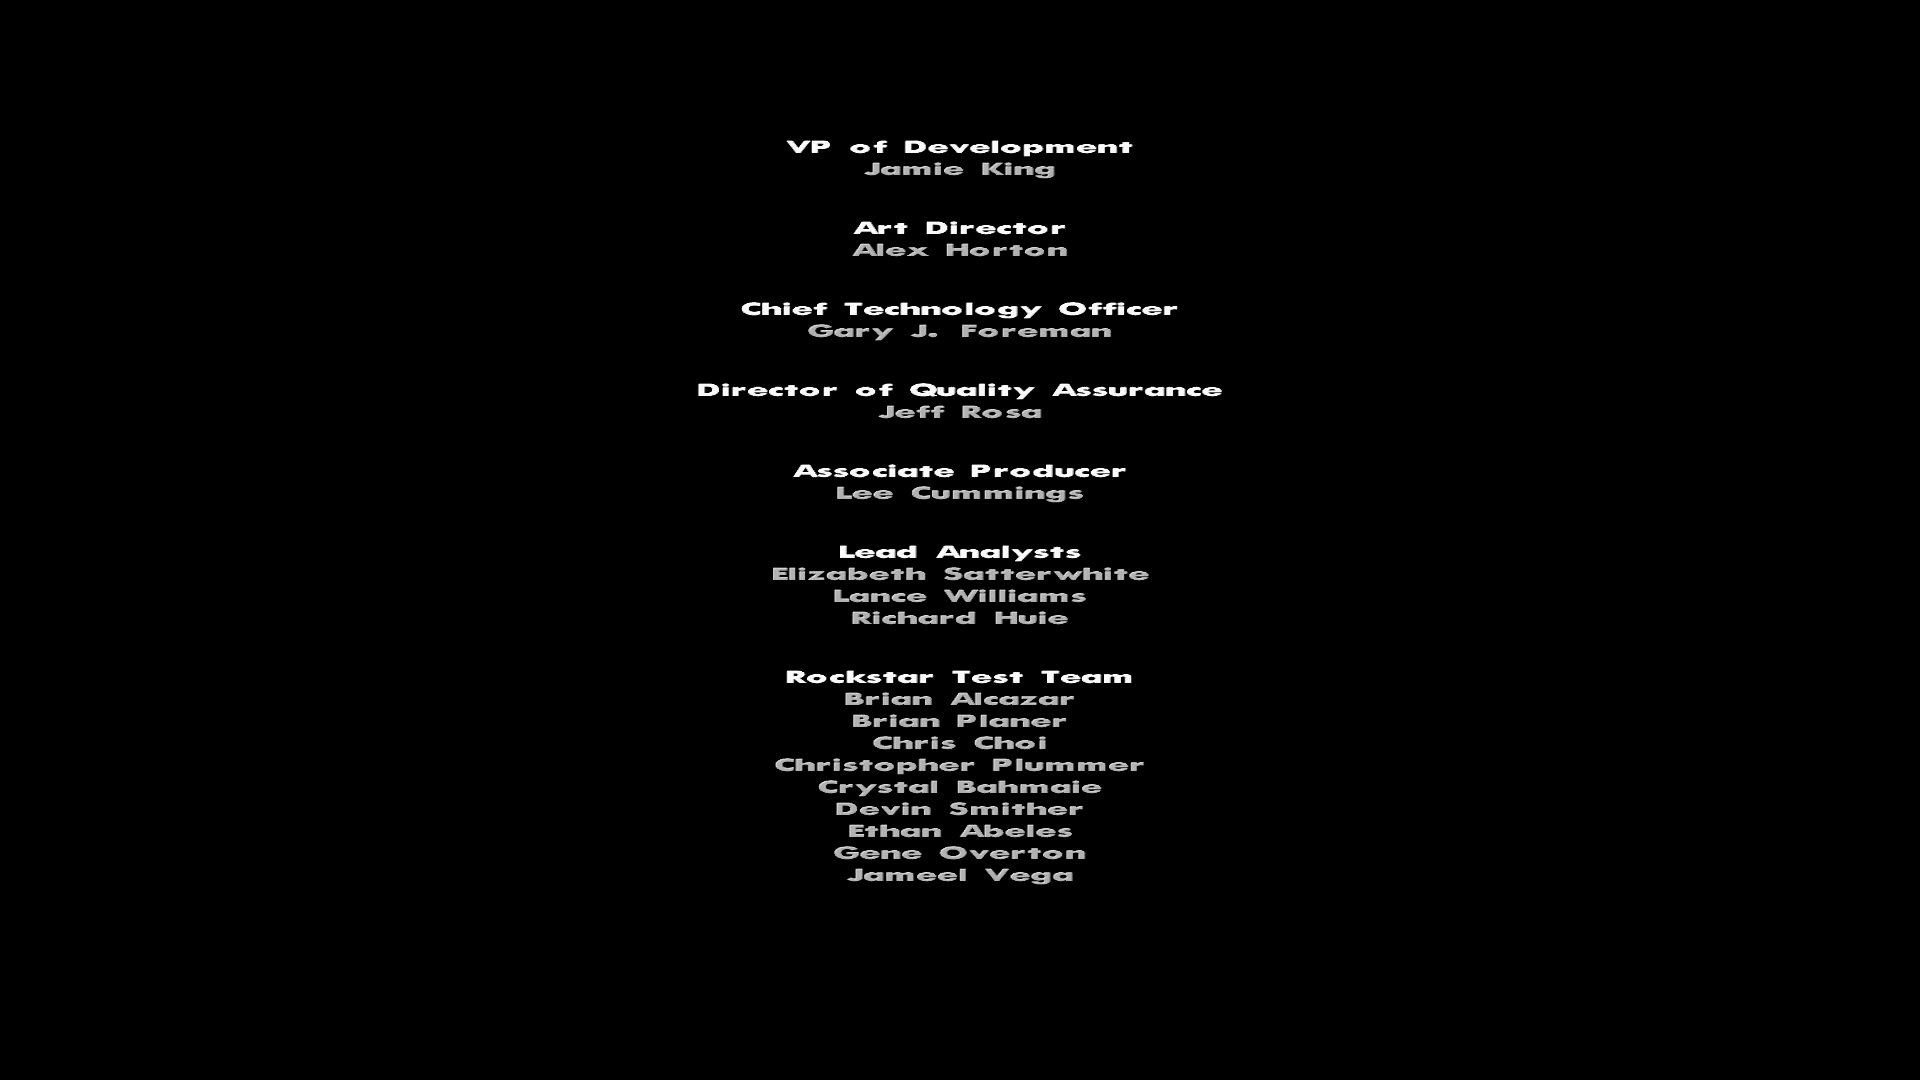 VP of Development
Jamie King
Art Director
Alex Horton
Chief Technology Officer
Gary J. Foreman
Director of Quality Assurance
Jeff Rosa
Associate Producer
Lee Cummings
Lead Analysts
Elizabeth Satterwhite
Lance Williams
Richard Huie
Rockstar Test Team
Brian Alcazar
Brian Planer
Chris Choi
Christopher Plummer
Crystal Bahmaie
Devin Smither
Ethan Abeles
Gene Overton
Jameel Vega